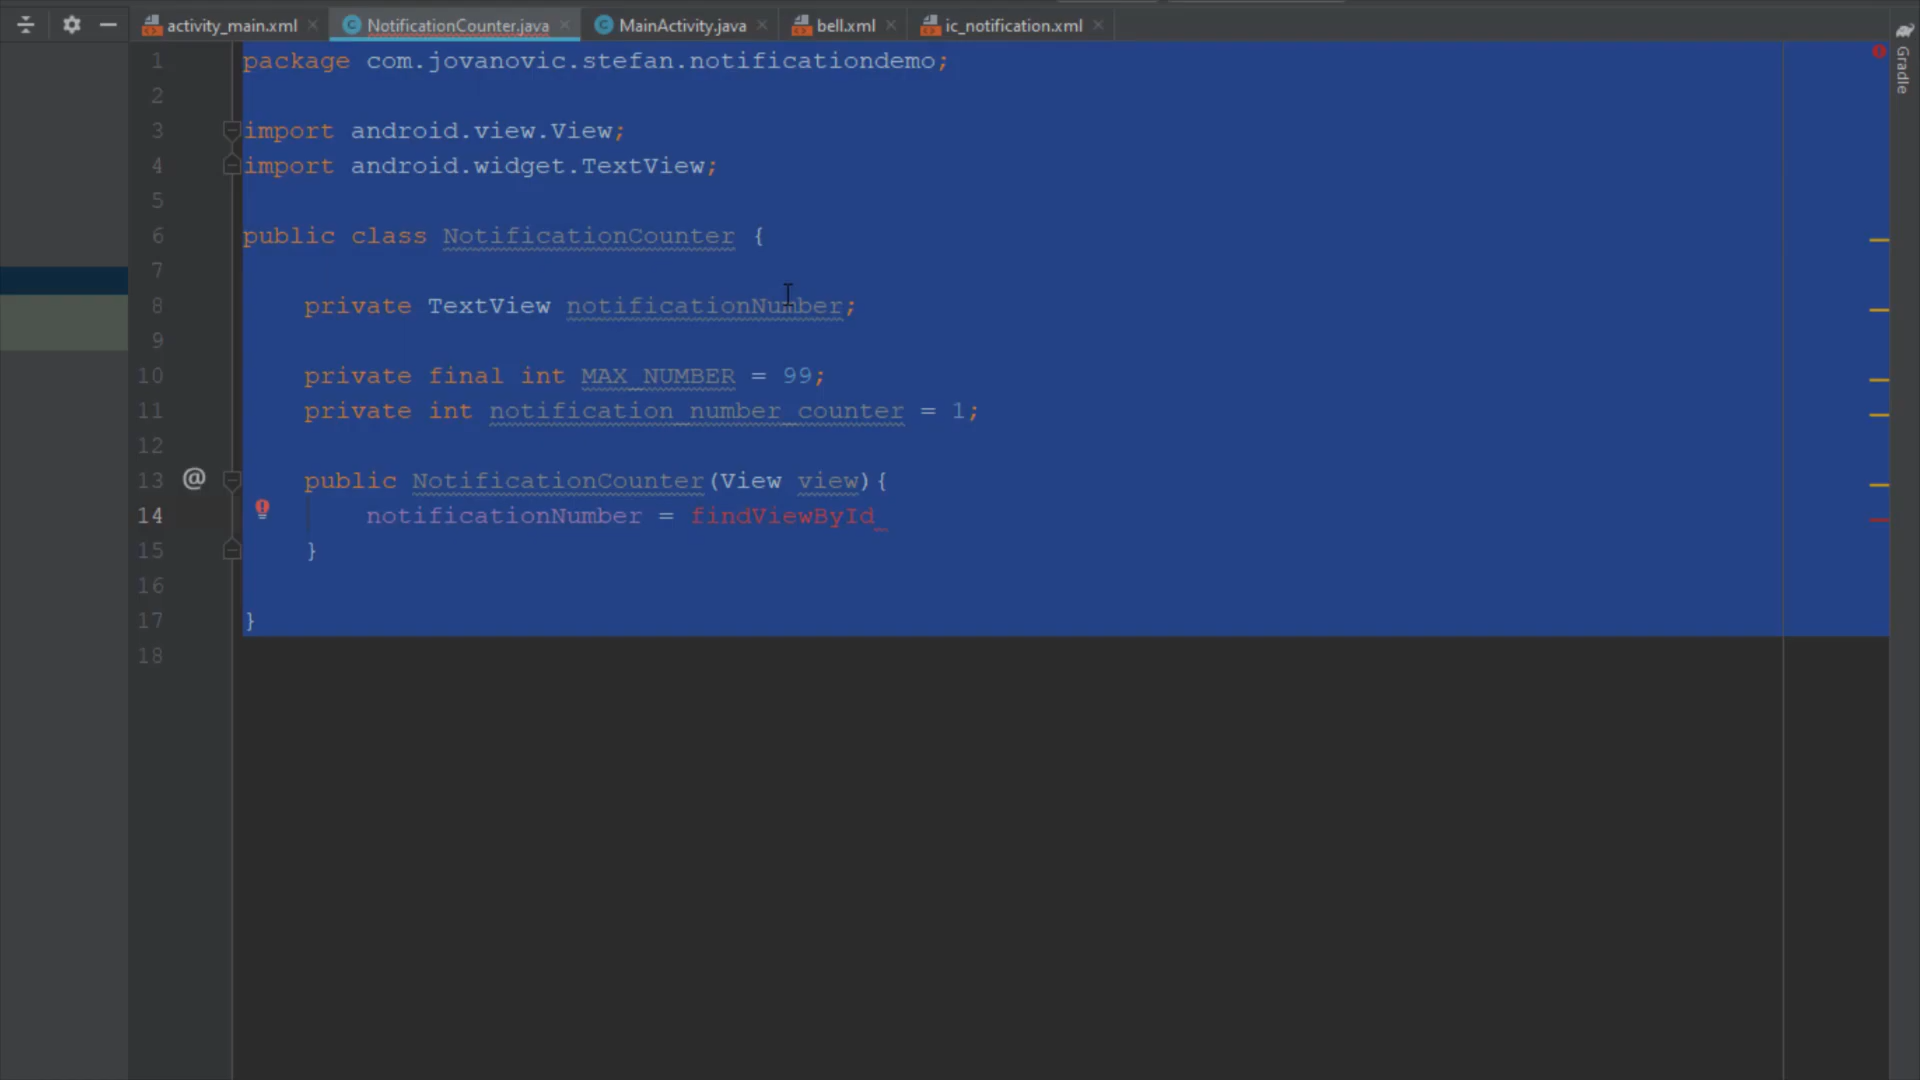 activity_main.xml NotificationCounter.java MainActivity.java bell.xml ic_notification.xml
Gradle
1 package com.jovanovic.stefan.notificationdemo;
2
3 import android.view.View;
4 import android.widget.TextView;
5
6 public class NotificationCounter {
7
8 private TextView notificationNumber;
9
10 private final int MAX_NUMBER = 99;
11 private int notification_number_counter = 1;
12
13 @ public NotificationCounter(View view){
14 notificationNumber = findViewById
15 }
16
17 }
18